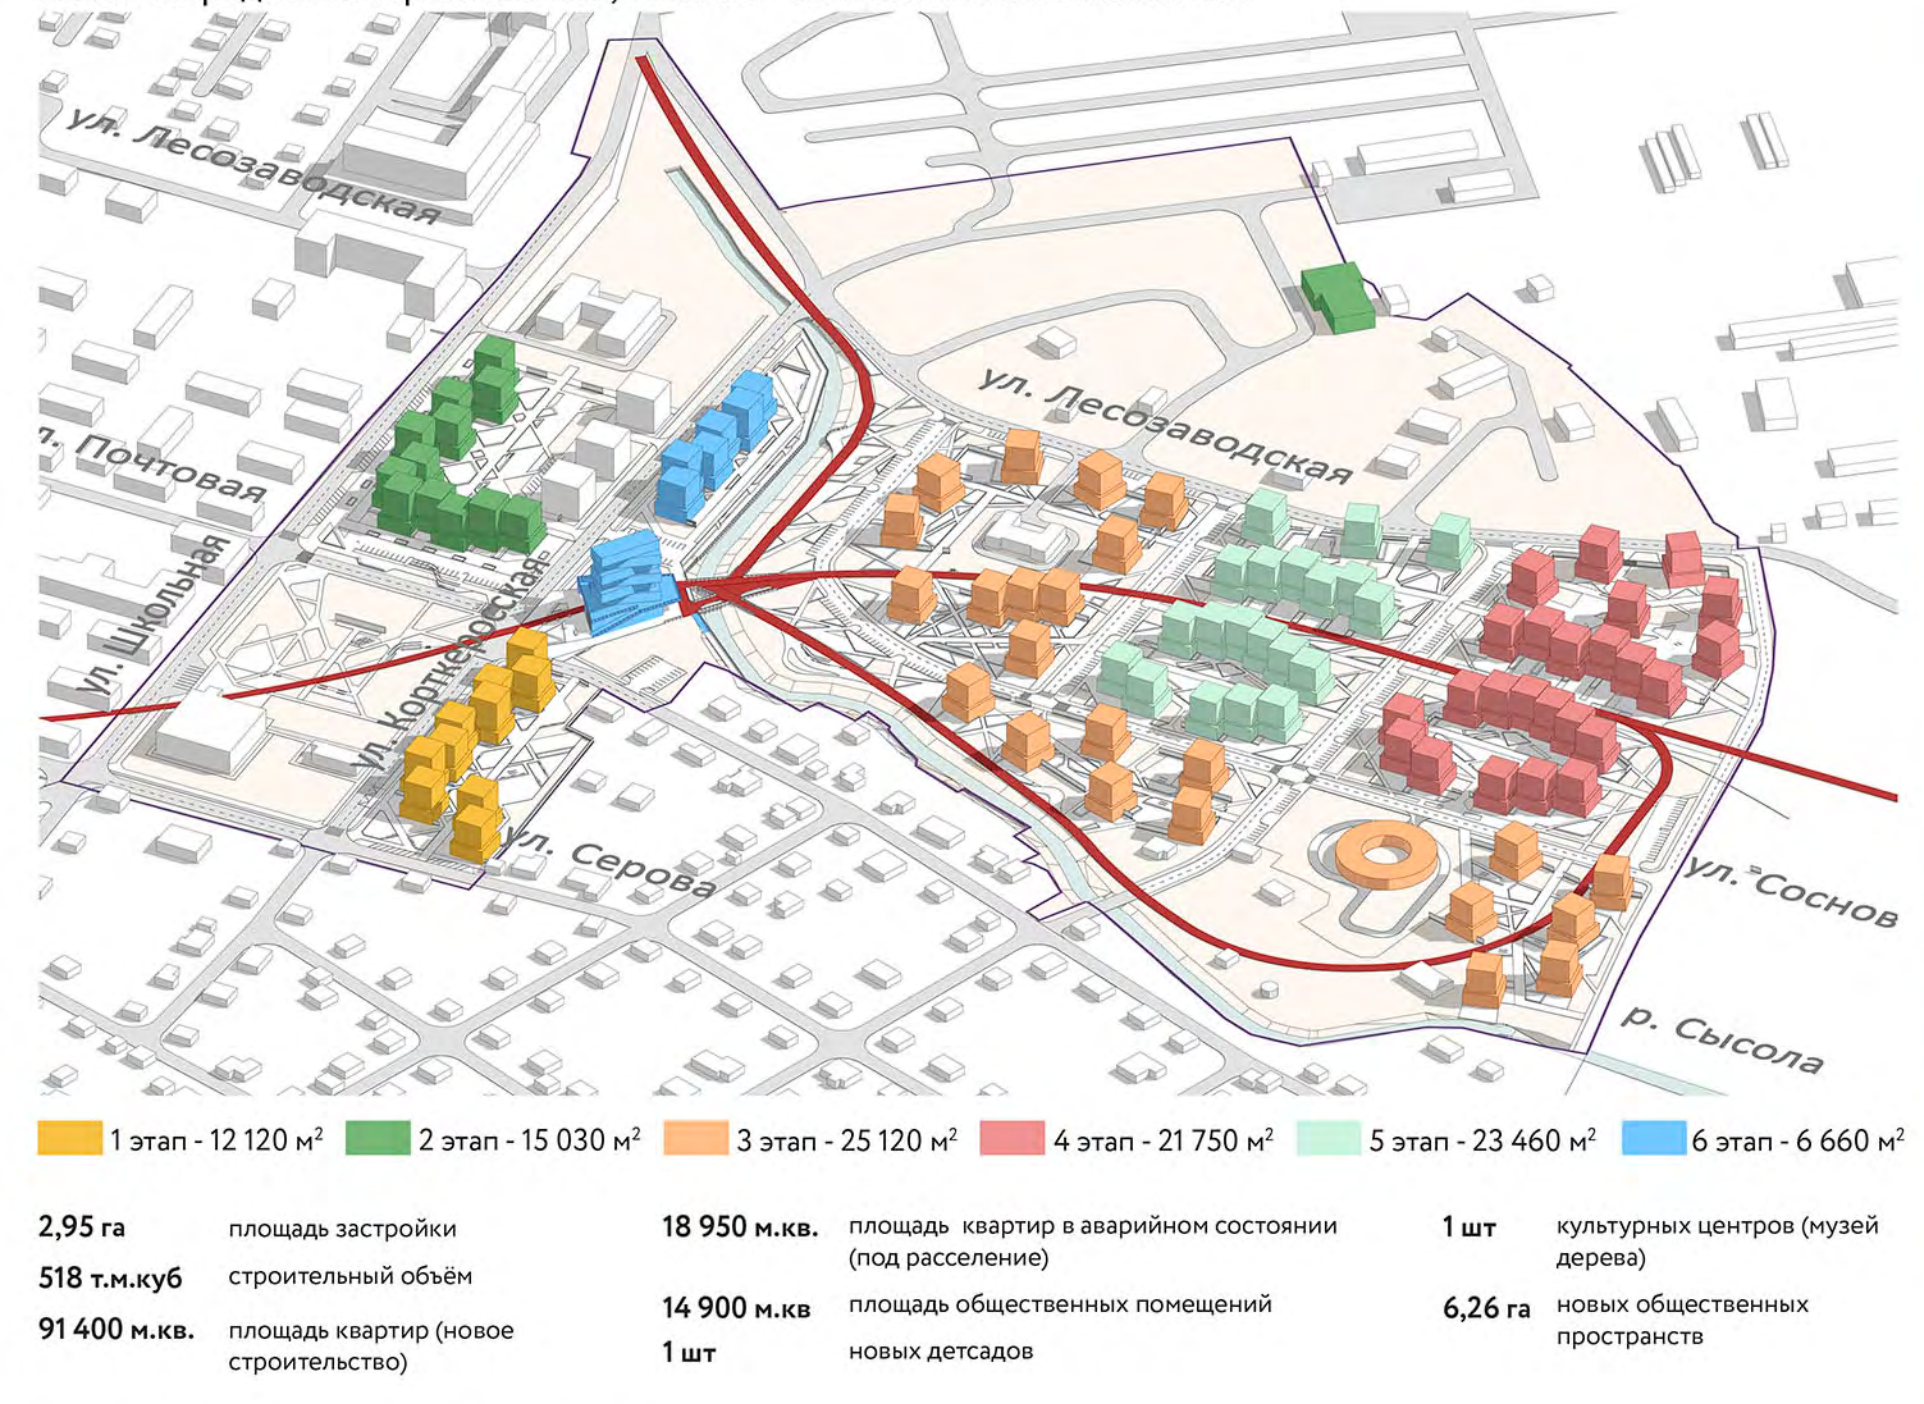 ул. Лесозаводская
ул. Лесозаводская
Почтовая
ул. Школьная
ул. Корткеросская
ул. Серова
ул. Соснов
р. Сысола
1 этап - 12 120 м²
2 этап - 15 030 м²
3 этап - 25 120 м²
4 этап - 21 750 м²
5 этап - 23 460 м²
6 этап - 6 660 м²
2,95 га площадь застройки
518 т.м.куб строительный объём
91 400 м.кв. площадь квартир (новое
строительство)
18 950 м.кв. площадь квартир в аварийном состоянии
(под расселение)
14 900 м.кв площадь общественных помещений
1 шт новых детсадов
1 шт культурных центров (музей
дерева)
6,26 га новых общественных
пространств